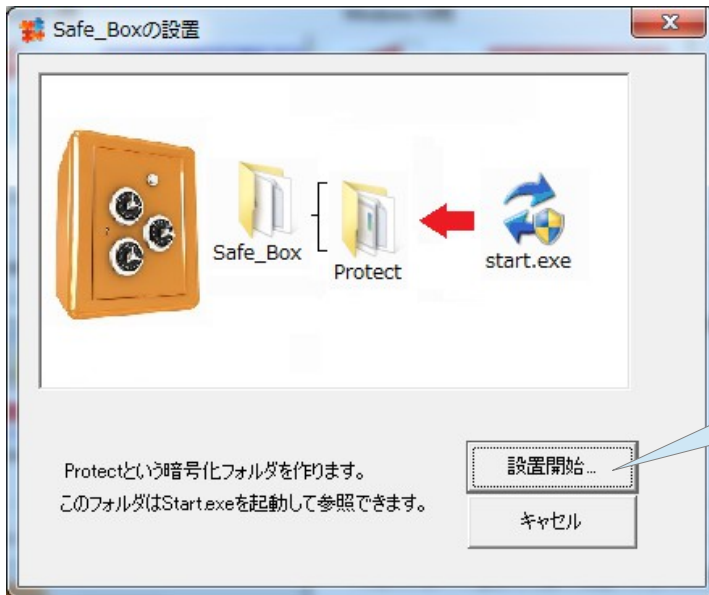 Safe_Boxの設置
Safe_Box
Protect
start.exe
Protectという暗号化フォルダを作ります。
このフォルダはStart.exeを起動して参照できます。
設置開始...
キャセル